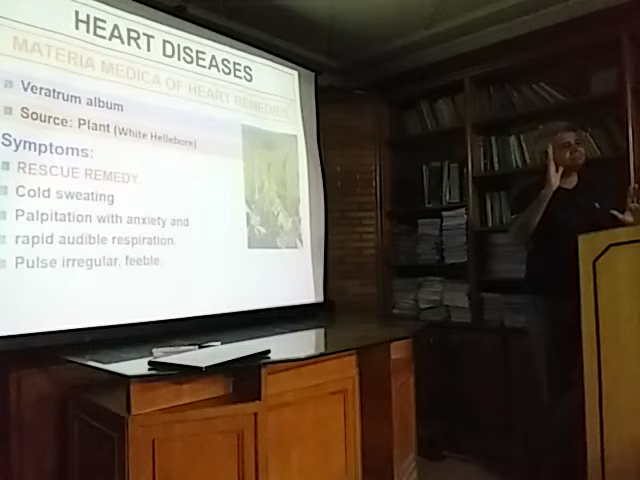 HEART DISEASES
MATERIA MEDICA OF HEART REMEDIES
Veratrum album
Source: Plant (White Hellebore)
Symptoms:
RESCUE REMEDY.
Cold sweating
Palpitation with anxiety and
rapid audible respiration.
Pulse irregular, feeble.